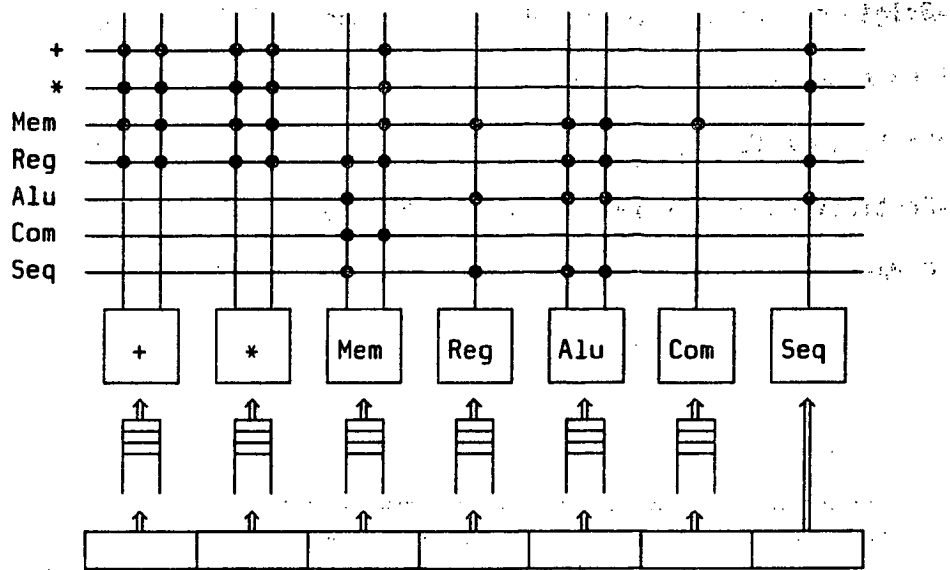 +
*
Mem
Reg
Alu
Com
Seq
+ * Mem Reg Alu Com Seq